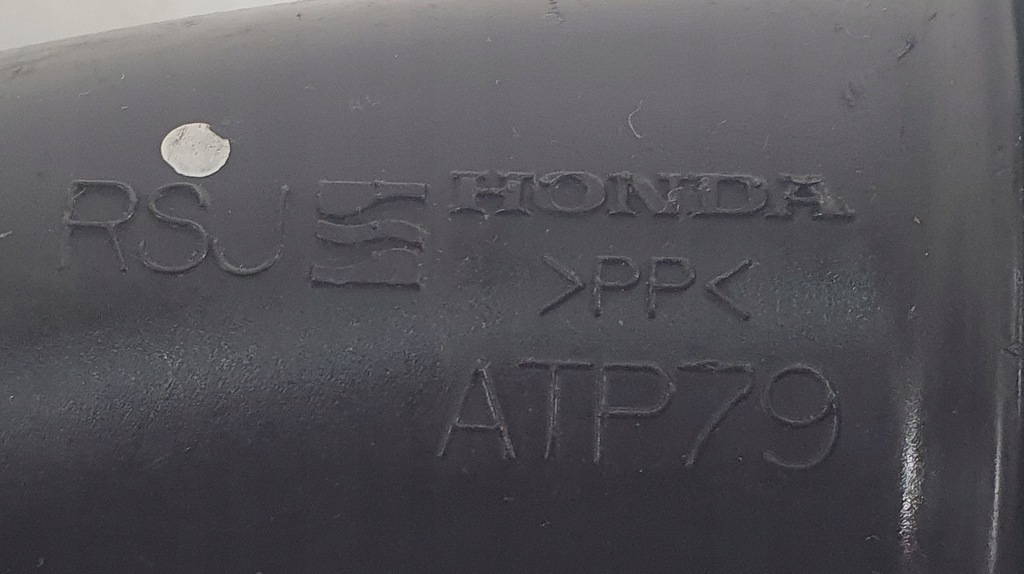 RSJ HONDA
>PP<
ATP79